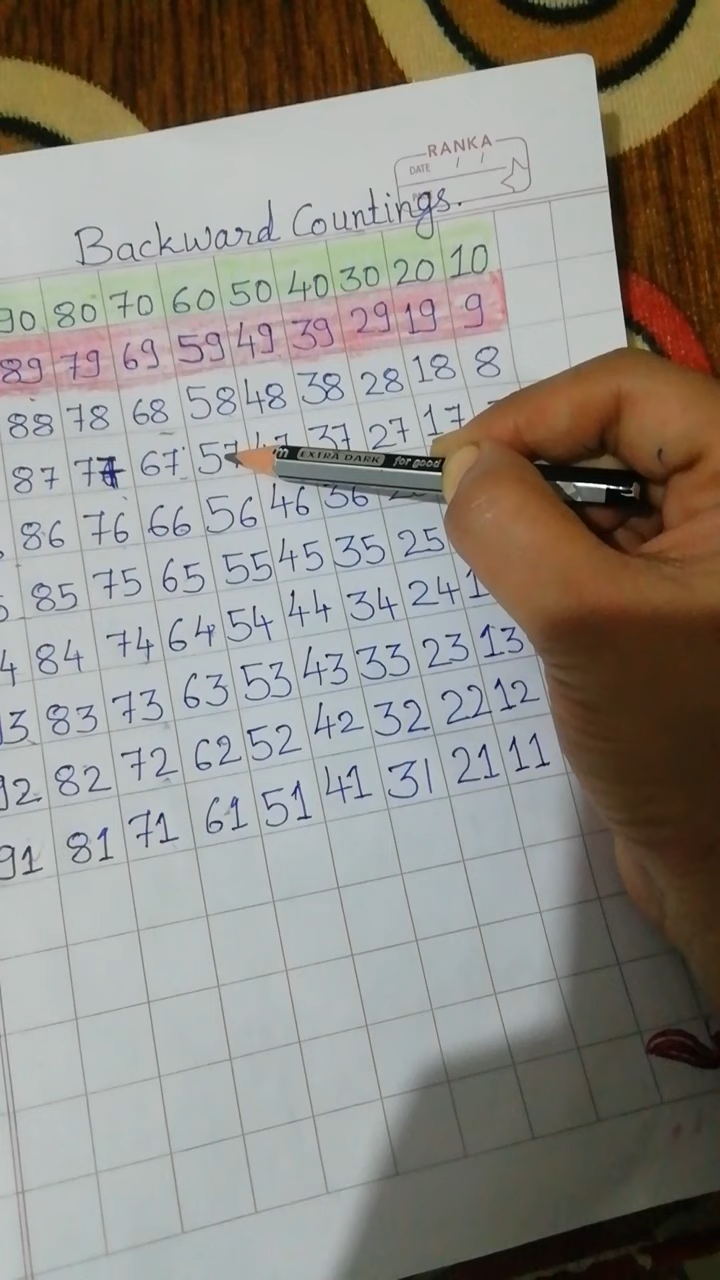 RANKA
DATE / /
Backward Countings.
90 80 70 60 50 40 30 20 10
89 79 69 59 49 39 29 19 9
88 78 68 58 48 38 28 18 8
87 77 67 57 47 37 27 17
86 76 66 56 46 36
85 75 65 55 45 35 25
84 74 64 54 44 34 24
83 73 63 53 43 33 23 13
92 82 72 62 52 42 32 22 12
91 81 71 61 51 41 31 21 11
EXTRA DARK for good